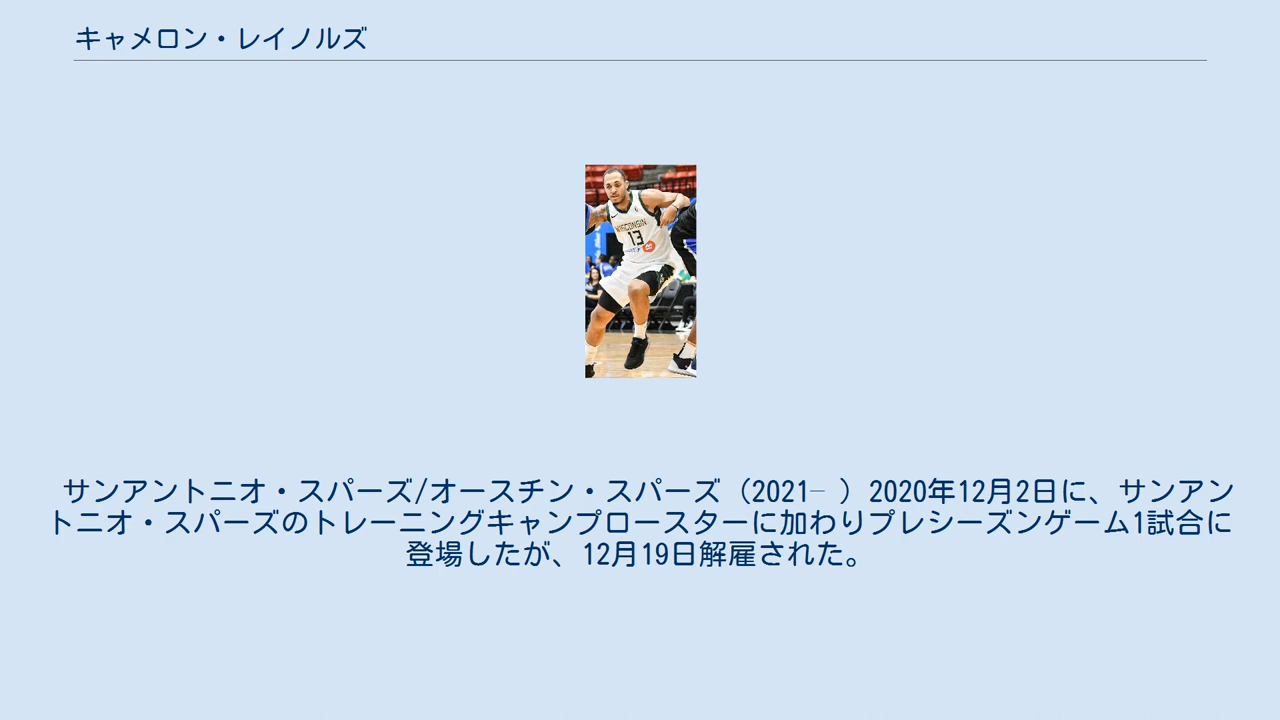 キャメロン・レイノルズ
WISCONSIN
13
サンアントニオ・スパーズ/オースチン・スパーズ（2021– ）2020年12月2日に、サンアン
トニオ・スパーズのトレーニングキャンプロースターに加わりプレシーズンゲーム1試合に
登場したが、12月19日解雇された。